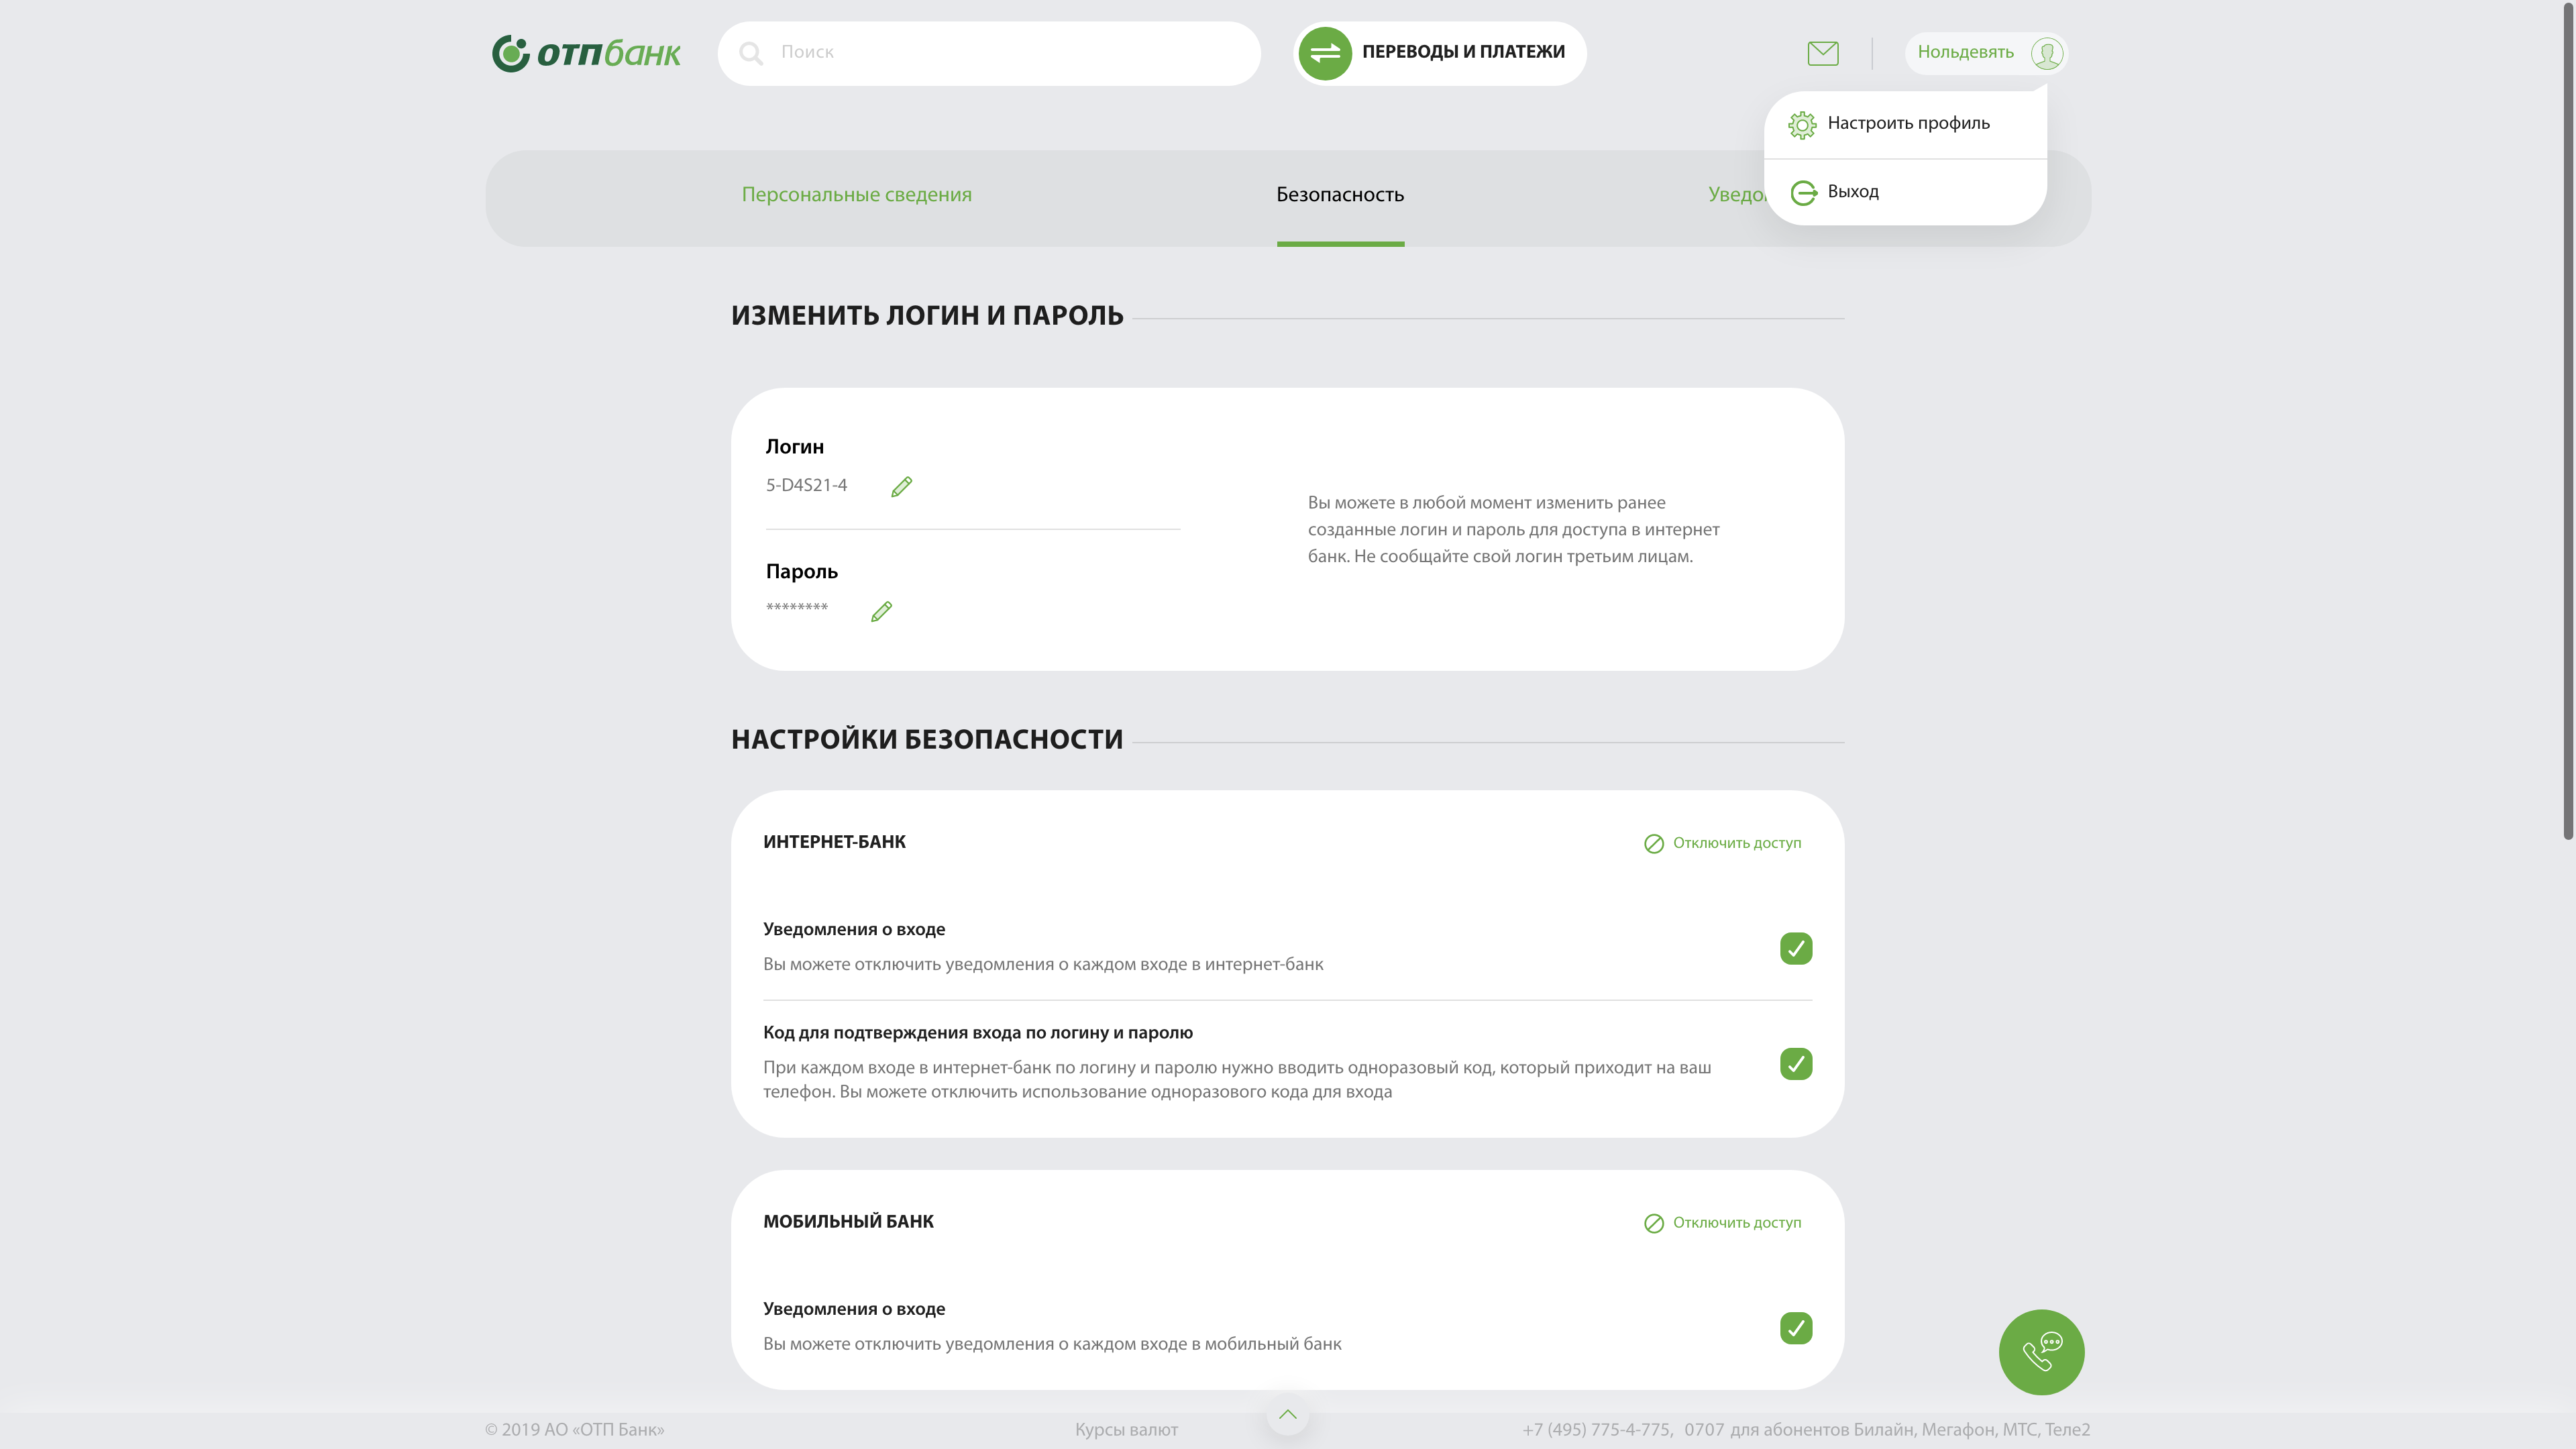 отпбанк
Поиск
ПЕРЕВОДЫ И ПЛАТЕЖИ
Нольдевять
Настроить профиль
Выход
Персональные сведения
Безопасность
ИЗМЕНИТЬ ЛОГИН И ПАРОЛЬ
Логин
5-D4S21-4
Пароль
********
Вы можете в любой момент изменить ранее
созданные логин и пароль для доступа в интернет
банк. Не сообщайте свой логин третьим лицам.
НАСТРОЙКИ БЕЗОПАСНОСТИ
ИНТЕРНЕТ-БАНК
Отключить доступ
Уведомления о входе
Вы можете отключить уведомления о каждом входе в интернет-банк
Код для подтверждения входа по логину и паролю
При каждом входе в интернет-банк по логину и паролю нужно вводить одноразовый код, который приходит на ваш
телефон. Вы можете отключить использование одноразового кода для входа
МОБИЛЬНЫЙ БАНК
Отключить доступ
Уведомления о входе
Вы можете отключить уведомления о каждом входе в мобильный банк
© 2019 АО «ОТП Банк»
Курсы валют
+7 (495) 775-4-775, 0707 для абонентов Билайн, Мегафон, МТС, Теле2